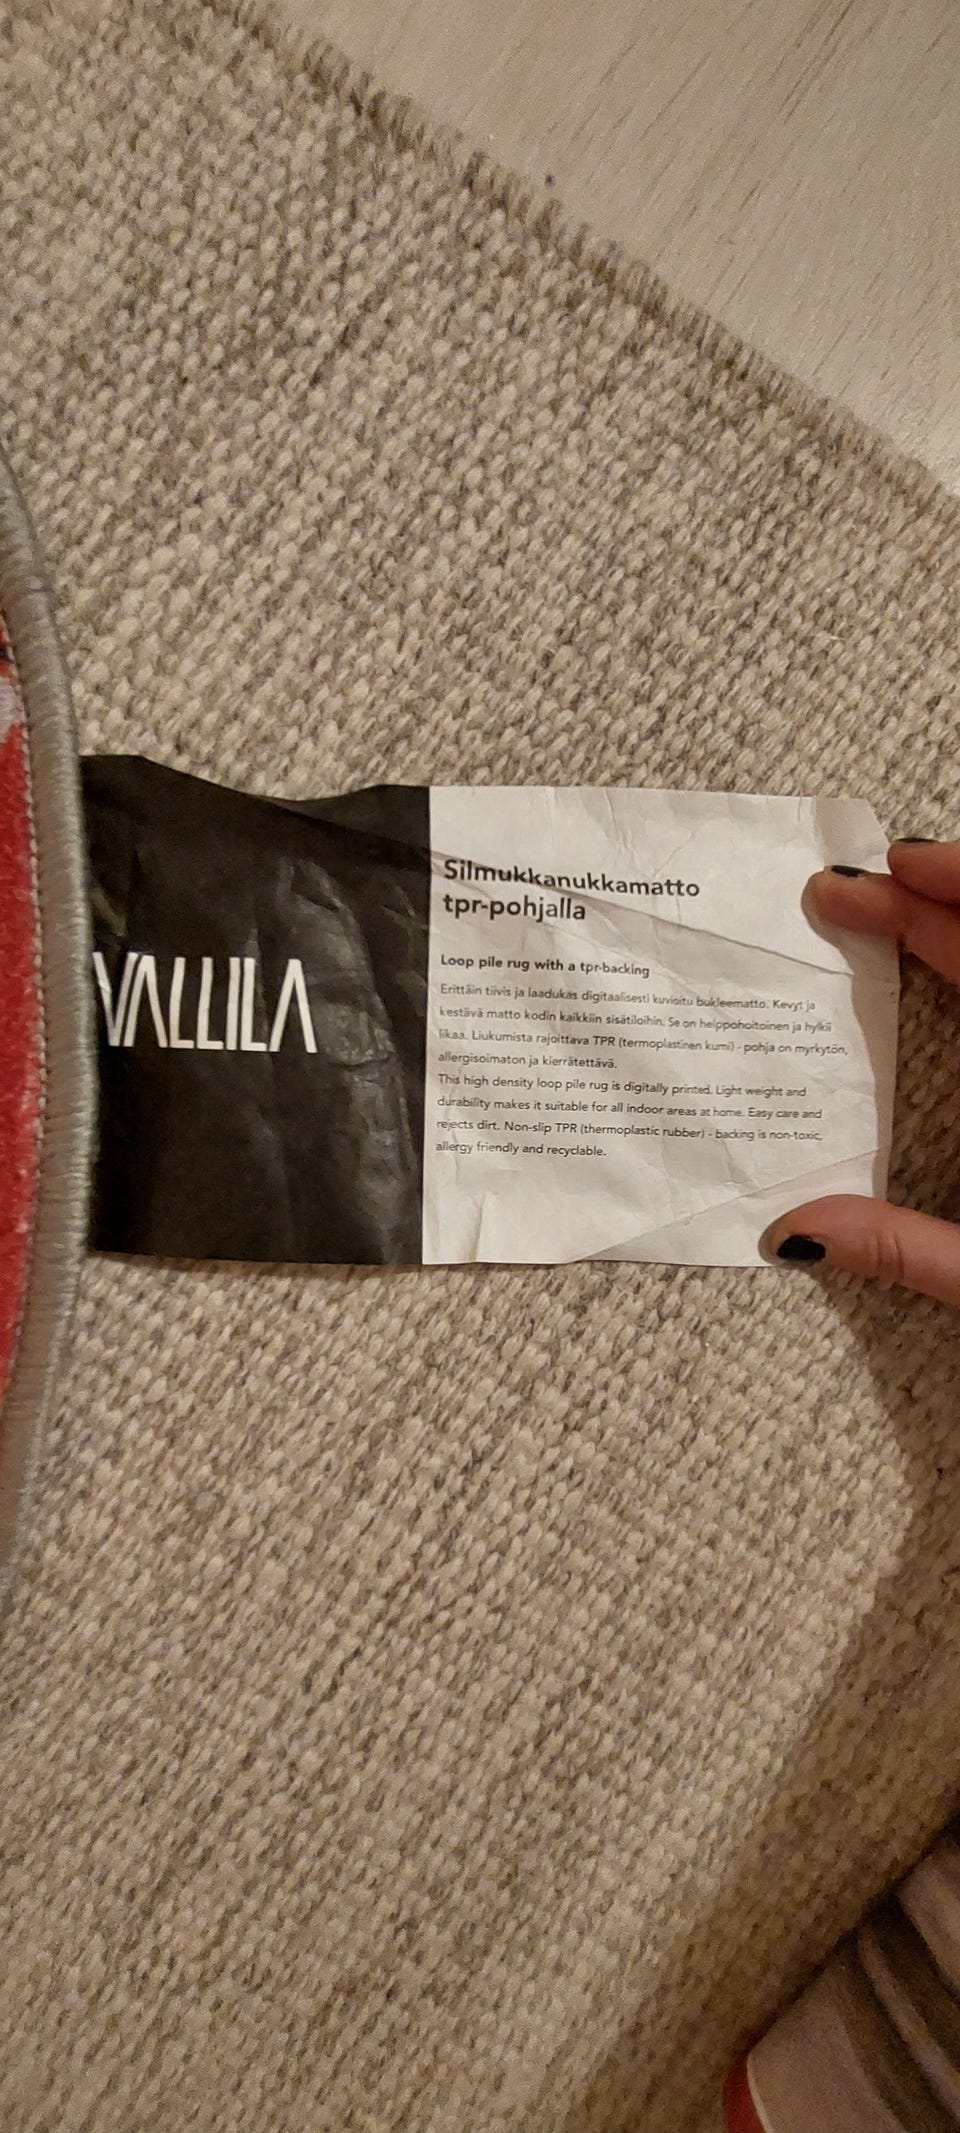 VALLILA
Silmukkanukkamatto
tpr-pohjalla
Loop pile rug with a tpr-backing
Erittäin tiivis ja laadukas digitaalisesti kuvioitu bukleematto. Kevyt ja
kestävä matto kodin kaikkiin sisätiloihin. Se on helppohoitoinen ja hylkii
likaa. Liukumista rajoittava TPR (termoplastinen kumi) - pohja on myrkytön,
allergisoimaton ja kierrätettävä.
This high density loop pile rug is digitally printed. Light weight and
durability makes it suitable for all indoor areas at home. Easy care and
rejects dirt. Non-slip TPR (thermoplastic rubber) - backing is non-toxic,
allergy friendly and recyclable.